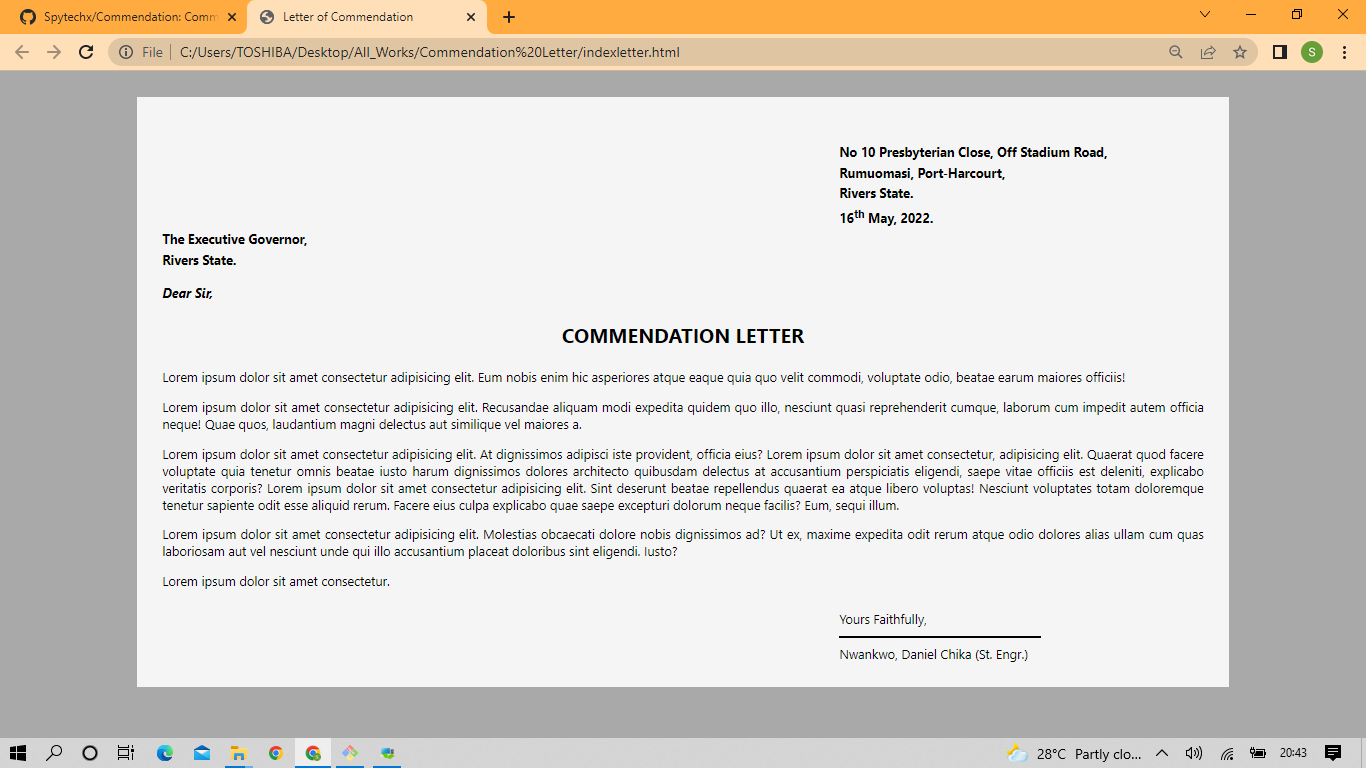 Spytechx/Commendation: Comm
Letter of Commendation
File
C:/Users/TOSHIBA/Desktop/All_Works/Commendation%20Letter/indexletter.html
S
No 10 Presbyterian Close, Off Stadium Road,
Rumuomasi, Port-Harcourt,
Rivers State.
16th May, 2022.
The Executive Governor,
Rivers State.
Dear Sir,
COMMENDATION LETTER
Lorem ipsum dolor sit amet consectetur adipisicing elit. Eum nobis enim hic asperiores atque eaque quia quo velit commodi, voluptate odio, beatae earum maiores officiis!
Lorem ipsum dolor sit amet consectetur adipisicing elit. Recusandae aliquam modi expedita quidem quo illo, nesciunt quasi reprehenderit cumque, laborum cum impedit autem officia
neque! Quae quos, laudantium magni delectus aut similique vel maiores a.
Lorem ipsum dolor sit amet consectetur adipisicing elit. At dignissimos adipisci iste provident, officia eius? Lorem ipsum dolor sit amet consectetur, adipisicing elit. Quaerat quod facere
voluptate quia tenetur omnis beatae iusto harum dignissimos dolores architecto quibusdam delectus at accusantium perspiciatis eligendi, saepe vitae officiis est deleniti, explicabo
veritatis corporis? Lorem ipsum dolor sit amet consectetur adipisicing elit. Sint deserunt beatae repellendus quaerat ea atque libero voluptas! Nesciunt voluptates totam doloremque
tenetur sapiente odit esse aliquid rerum. Facere eius culpa explicabo quae saepe excepturi dolorum neque facilis? Eum, sequi illum.
Lorem ipsum dolor sit amet consectetur adipisicing elit. Molestias obcaecati dolore nobis dignissimos ad? Ut ex, maxime expedita odit rerum atque odio dolores alias ullam cum quas
laboriosam aut vel nesciunt unde qui illo accusantium placeat doloribus sint eligendi. Iusto?
Lorem ipsum dolor sit amet consectetur.
Yours Faithfully,
Nwankwo, Daniel Chika (St. Engr.)
28°C Partly clo...
20:43